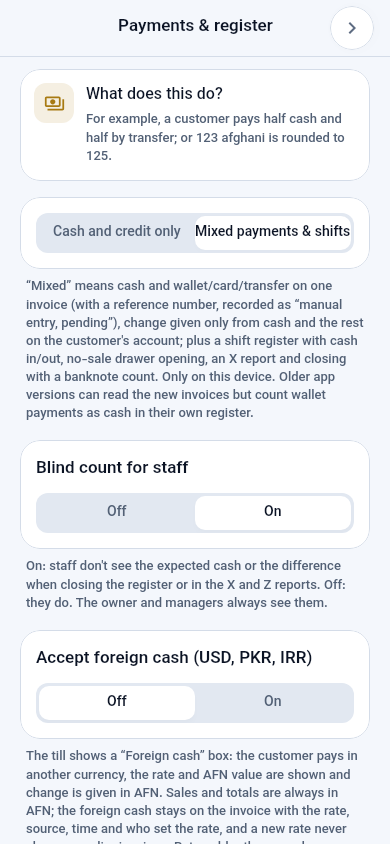 Payments & register
What does this do?
For example, a customer pays half cash and
half by transfer; or 123 afghani is rounded to
125.
Cash and credit only
Mixed payments & shifts
“Mixed” means cash and wallet/card/transfer on one
invoice (with a reference number, recorded as “manual
entry, pending”), change given only from cash and the rest
on the customer's account; plus a shift register with cash
in/out, no-sale drawer opening, an X report and closing
with a banknote count. Only on this device. Older app
versions can read the new invoices but count wallet
payments as cash in their own register.
Blind count for staff
Off
On
On: staff don't see the expected cash or the difference
when closing the register or in the X and Z reports. Off:
they do. The owner and managers always see them.
Accept foreign cash (USD, PKR, IRR)
Off
On
The till shows a “Foreign cash” box: the customer pays in
another currency, the rate and AFN value are shown and
change is given in AFN. Sales and totals are always in
AFN; the foreign cash stays on the invoice with the rate,
source, time and who set the rate, and a new rate never